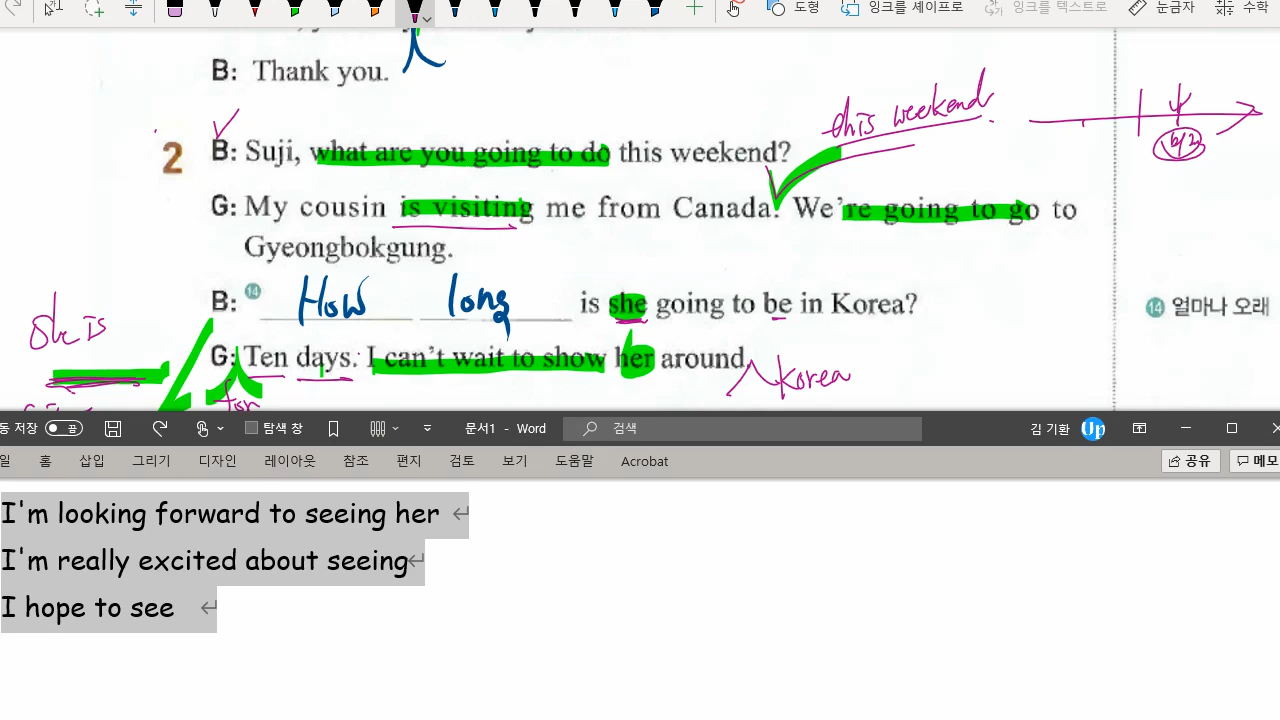 도형 잉크를 셰이프로 잉크를 텍스트로 눈금자 수학
B: Thank you.
this weekend
2 B: Suji, what are you going to do this weekend?
G: My cousin is visiting me from Canada. We're going to go to
Gyeongbokgung.
B: 14 How long is she going to be in Korea?
14 얼마나 오래
She is
G: Ten days. I can't wait to show her around.
for
Korea
동 저장 끔 탐색 창 문서1 - Word 검색 김 기환 Up
일 홈 삽입 그리기 디자인 레이아웃 참조 편지 검토 보기 도움말 Acrobat 공유 메모
I'm looking forward to seeing her
I'm really excited about seeing
I hope to see